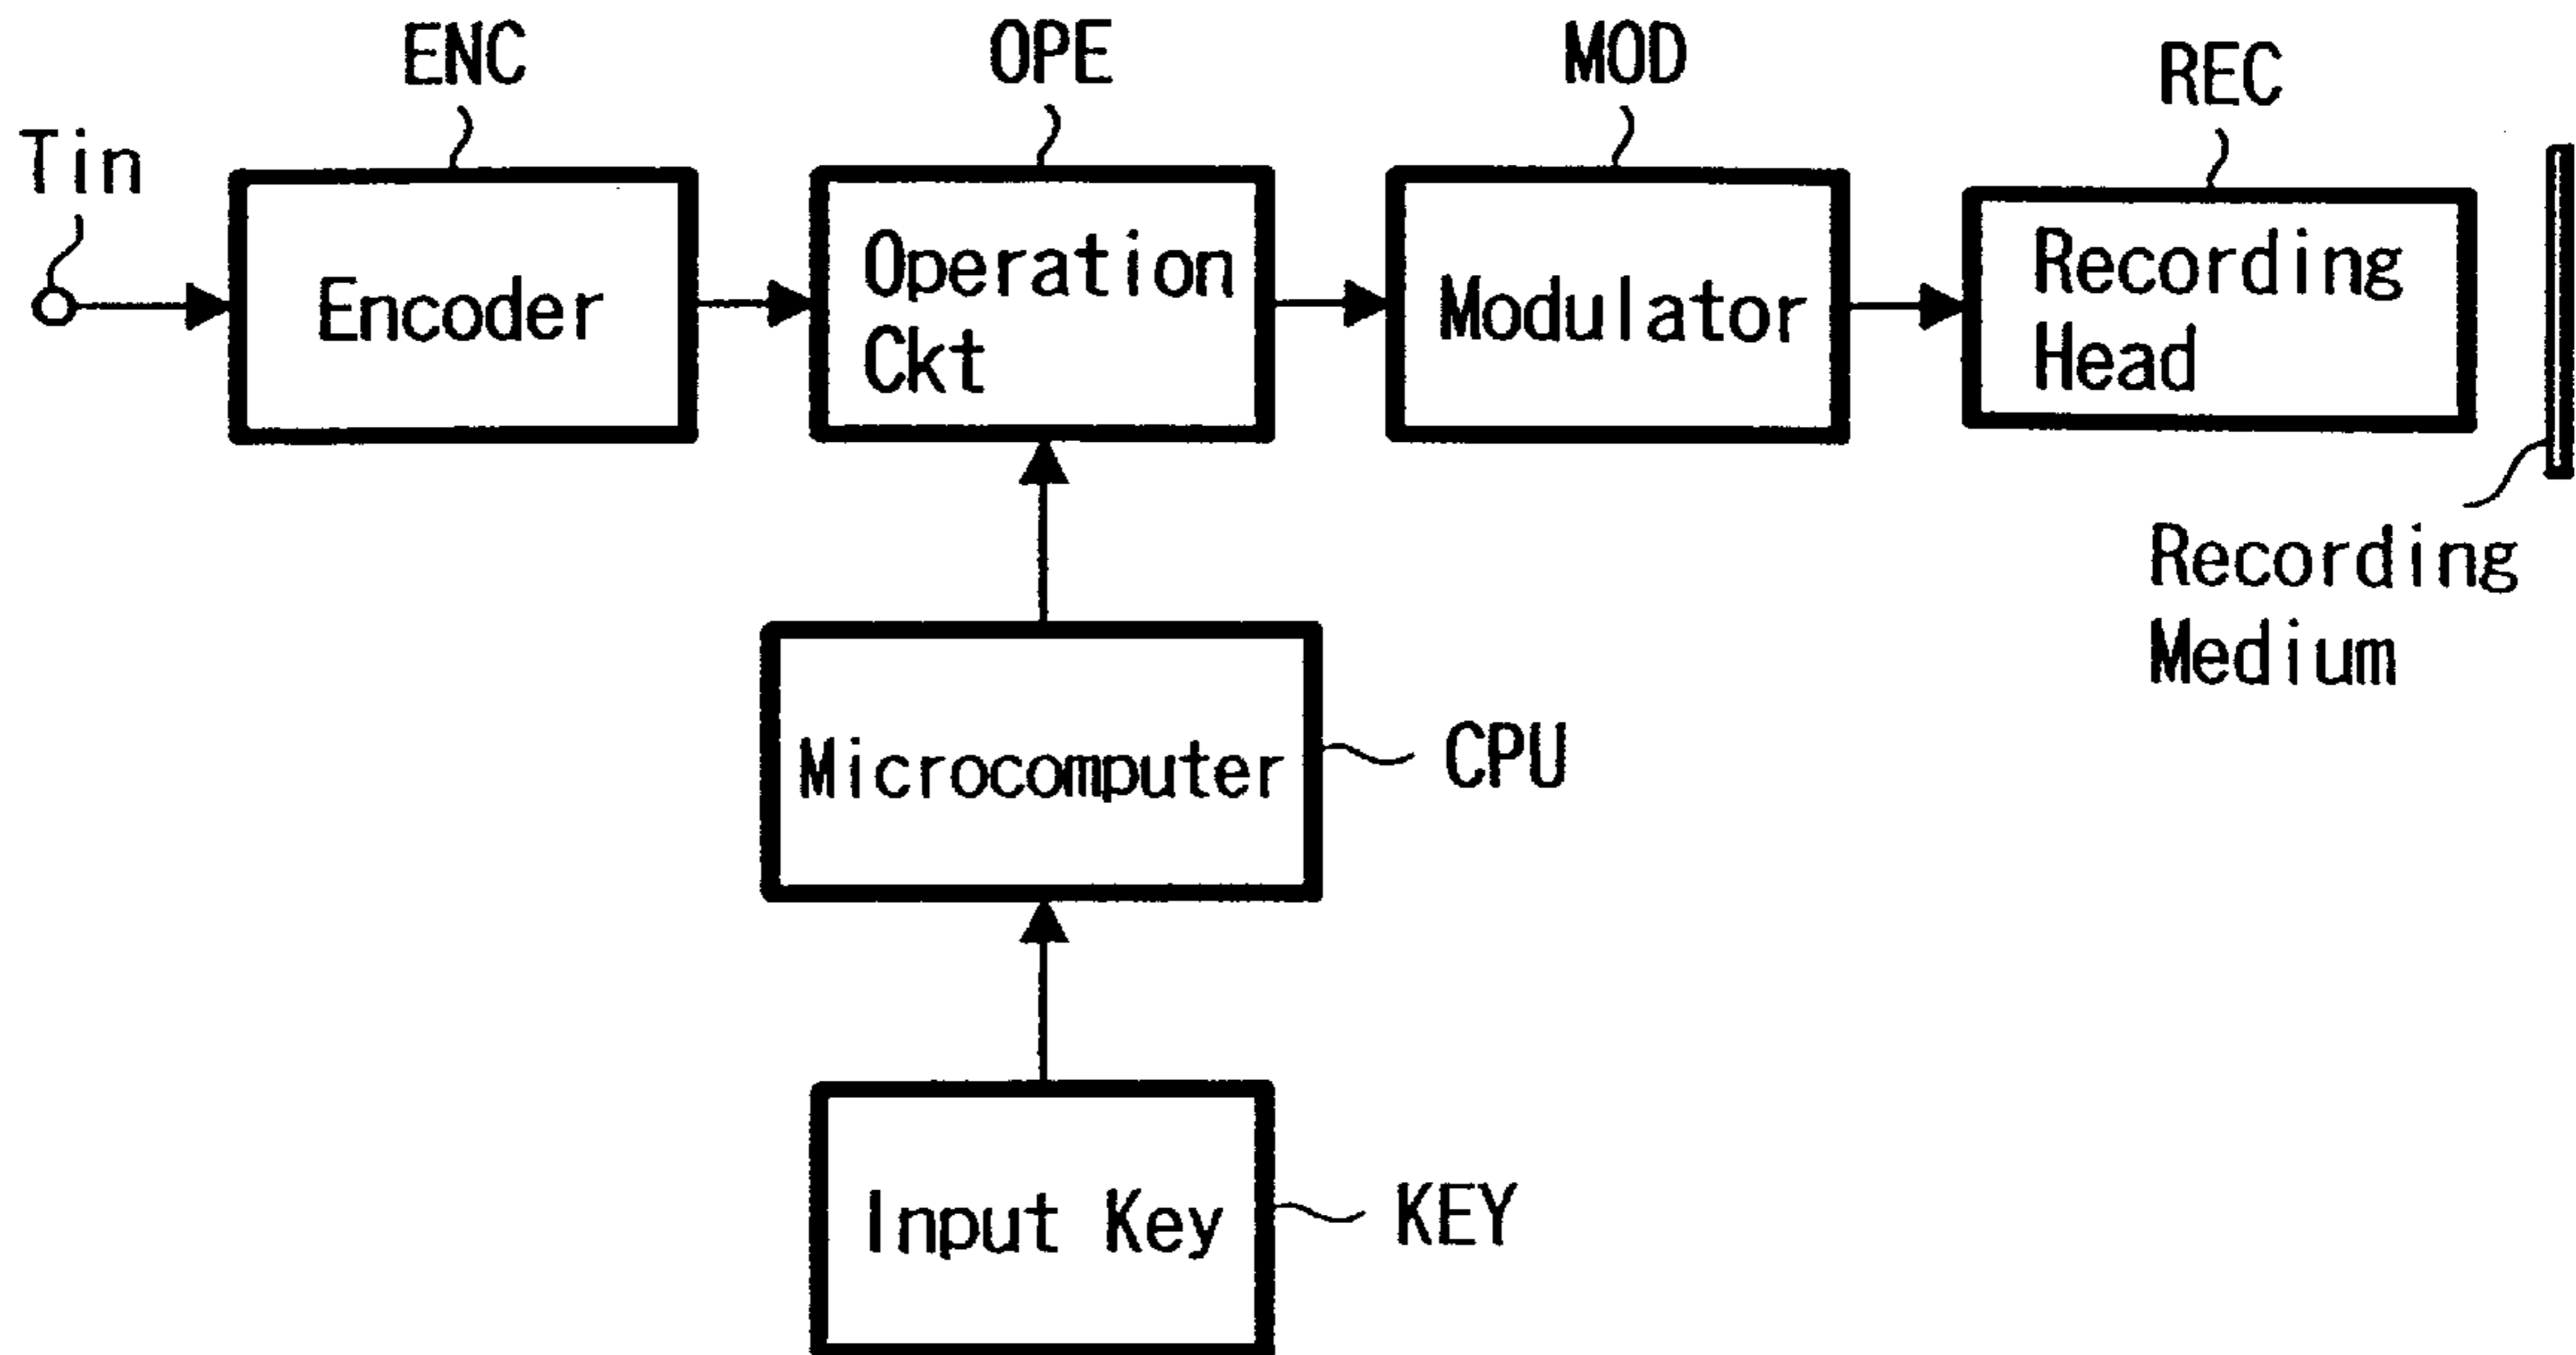 ENC
OPE
MOD
REC
Tin
Encoder
Operation
Ckt
Modulator
Recording
Head
Recording
Medium
Microcomputer
CPU
Input Key
KEY